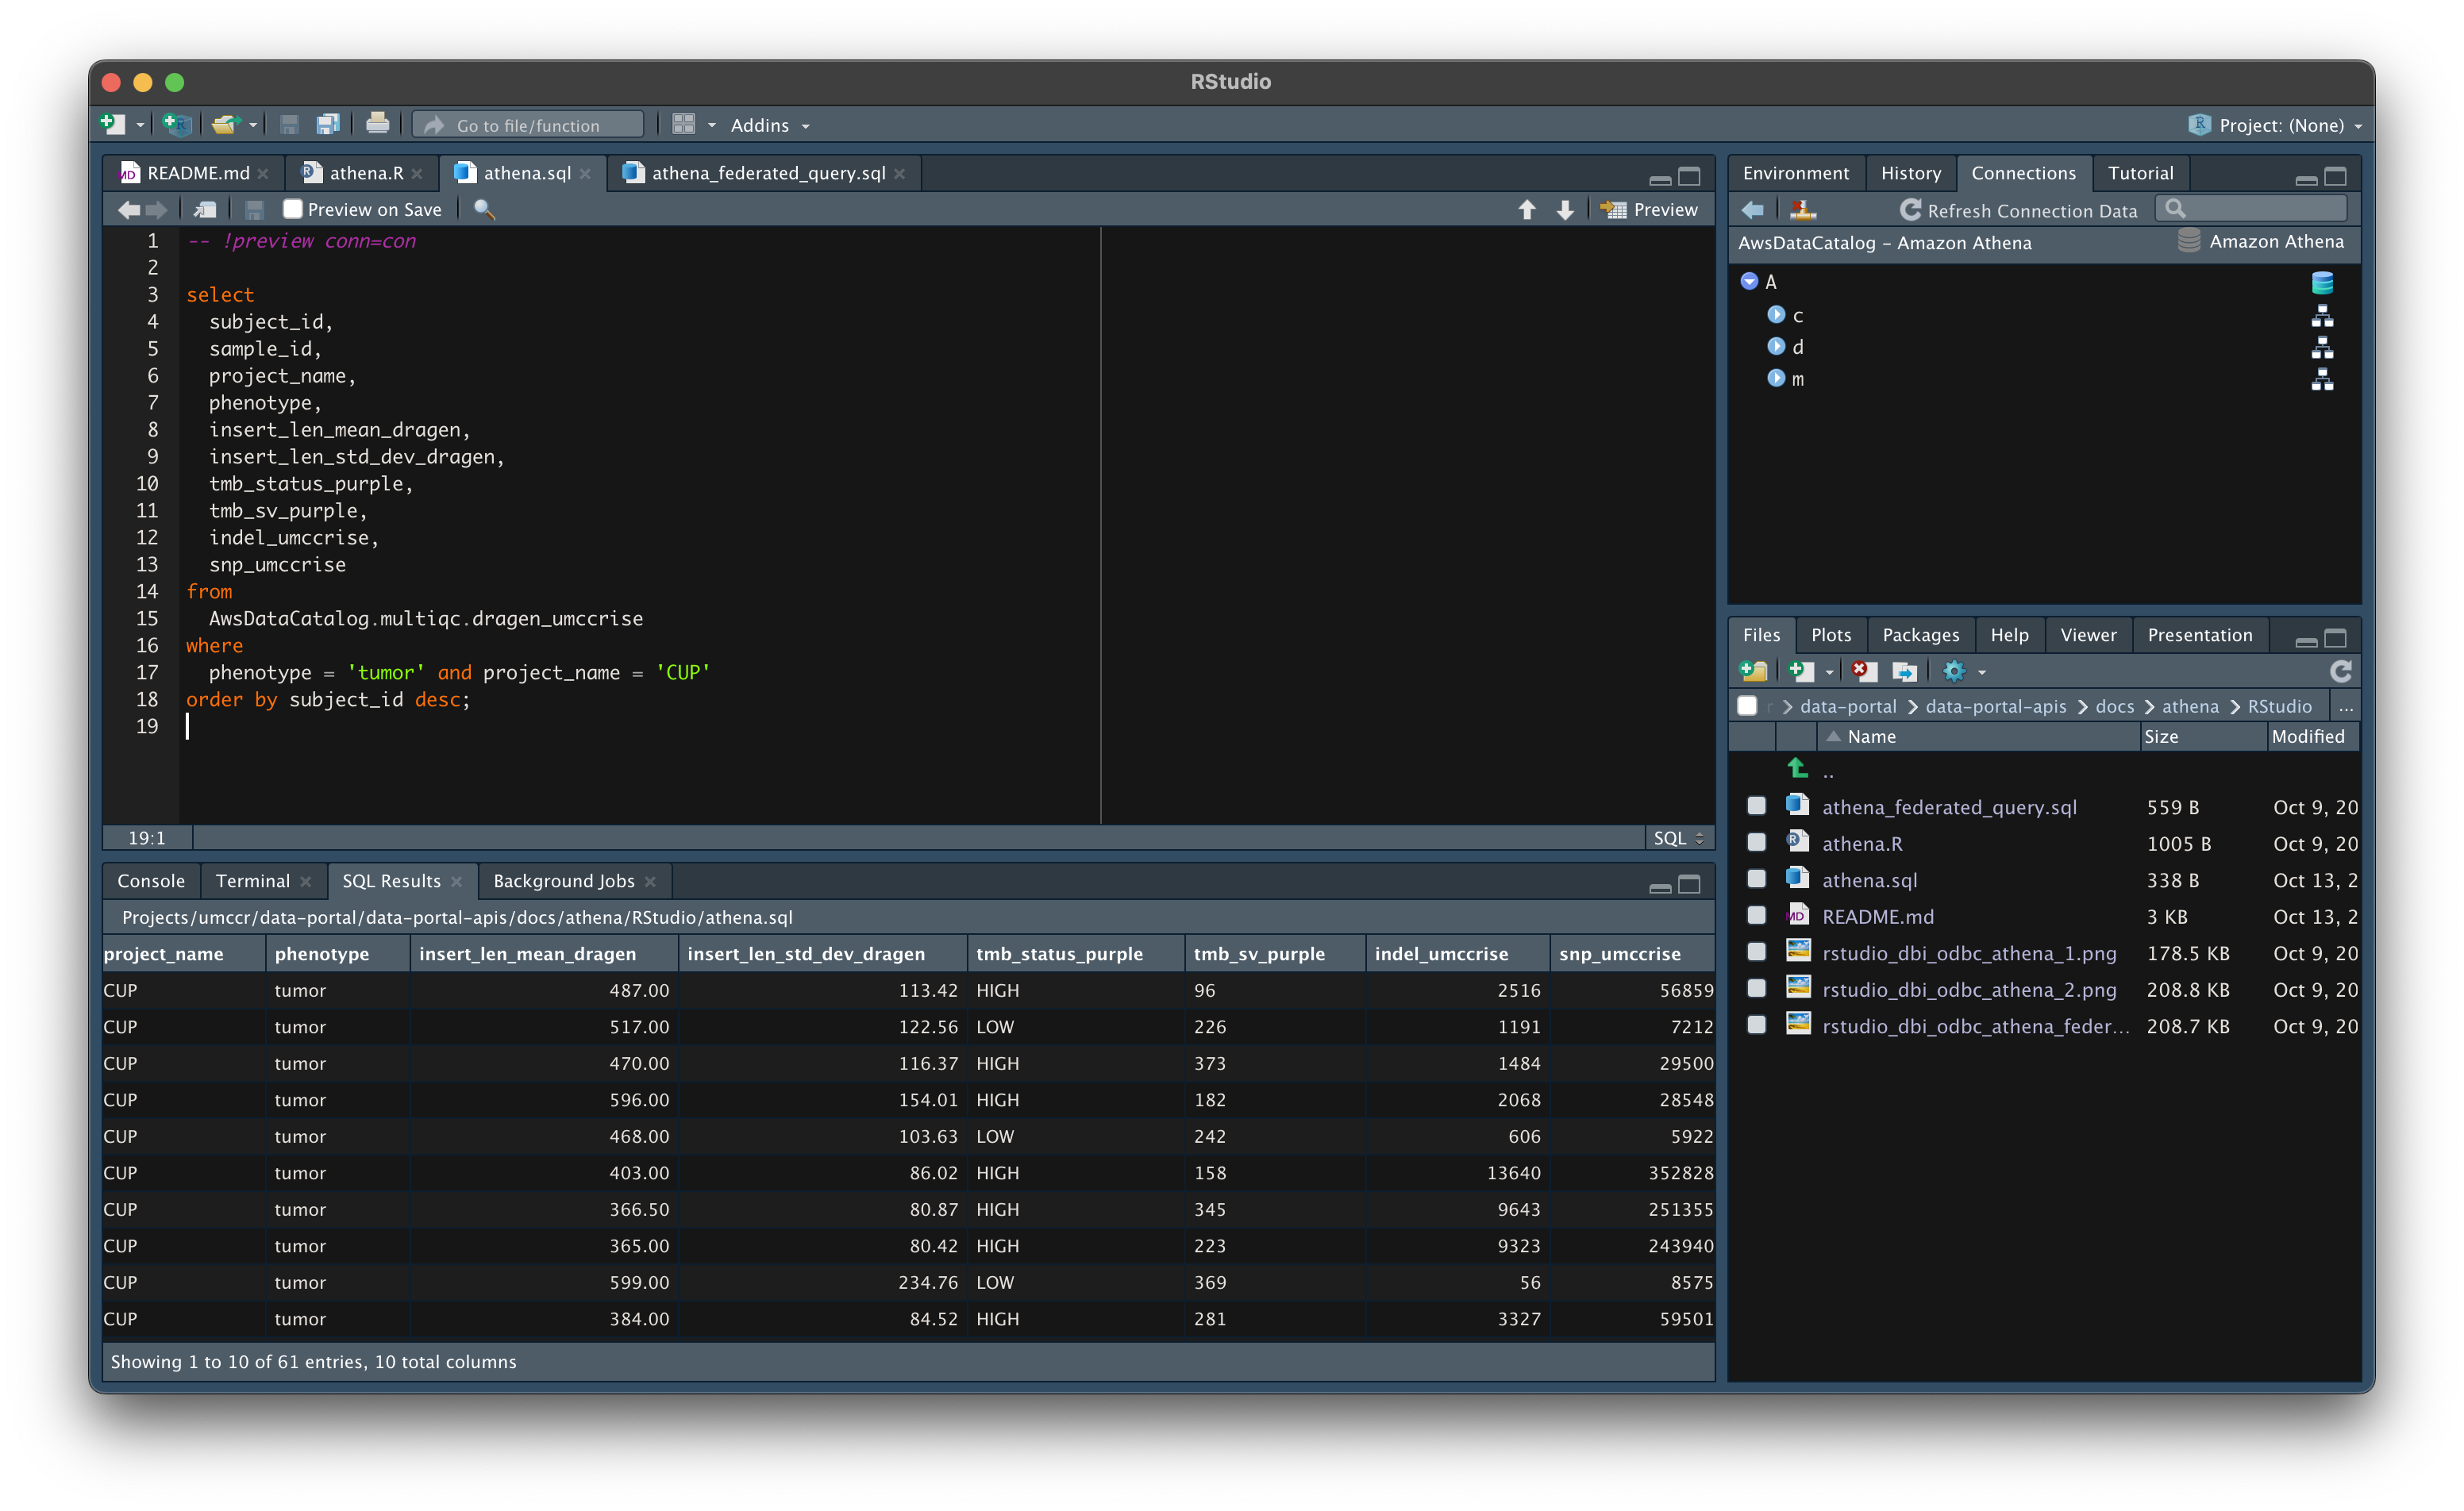 RStudio
Go to file/function
Addins
Project: (None)
README.md
athena.R
athena.sql
athena_federated_query.sql
Preview on Save
Preview
1 -- !preview conn=con
2
3 select
4 subject_id,
5 sample_id,
6 project_name,
7 phenotype,
8 insert_len_mean_dragen,
9 insert_len_std_dev_dragen,
10 tmb_status_purple,
11 tmb_sv_purple,
12 indel_umccrise,
13 snp_umccrise
14 from
15 AwsDataCatalog.multiqc.dragen_umccrise
16 where
17 phenotype = 'tumor' and project_name = 'CUP'
18 order by subject_id desc;
19
19:1
SQL
Console
Terminal
SQL Results
Background Jobs
Projects/umccr/data-portal/data-portal-apis/docs/athena/RStudio/athena.sql
project_name phenotype insert_len_mean_dragen insert_len_std_dev_dragen tmb_status_purple tmb_sv_purple indel_umccrise snp_umccrise
CUP tumor 487.00 113.42 HIGH 96 2516 56859
CUP tumor 517.00 122.56 LOW 226 1191 7212
CUP tumor 470.00 116.37 HIGH 373 1484 29500
CUP tumor 596.00 154.01 HIGH 182 2068 28548
CUP tumor 468.00 103.63 LOW 242 606 5922
CUP tumor 403.00 86.02 HIGH 158 13640 352828
CUP tumor 366.50 80.87 HIGH 345 9643 251355
CUP tumor 365.00 80.42 HIGH 223 9323 243940
CUP tumor 599.00 234.76 LOW 369 56 8575
CUP tumor 384.00 84.52 HIGH 281 3327 59501
Showing 1 to 10 of 61 entries, 10 total columns
Environment
History
Connections
Tutorial
Refresh Connection Data
AwsDataCatalog – Amazon Athena
Amazon Athena
A
c
d
m
Files
Plots
Packages
Help
Viewer
Presentation
r data-portal data-portal-apis docs athena RStudio ...
Name Size Modified
..
athena_federated_query.sql 559 B Oct 9, 20
athena.R 1005 B Oct 9, 20
athena.sql 338 B Oct 13, 2
README.md 3 KB Oct 13, 2
rstudio_dbi_odbc_athena_1.png 178.5 KB Oct 9, 20
rstudio_dbi_odbc_athena_2.png 208.8 KB Oct 9, 20
rstudio_dbi_odbc_athena_feder... 208.7 KB Oct 9, 20